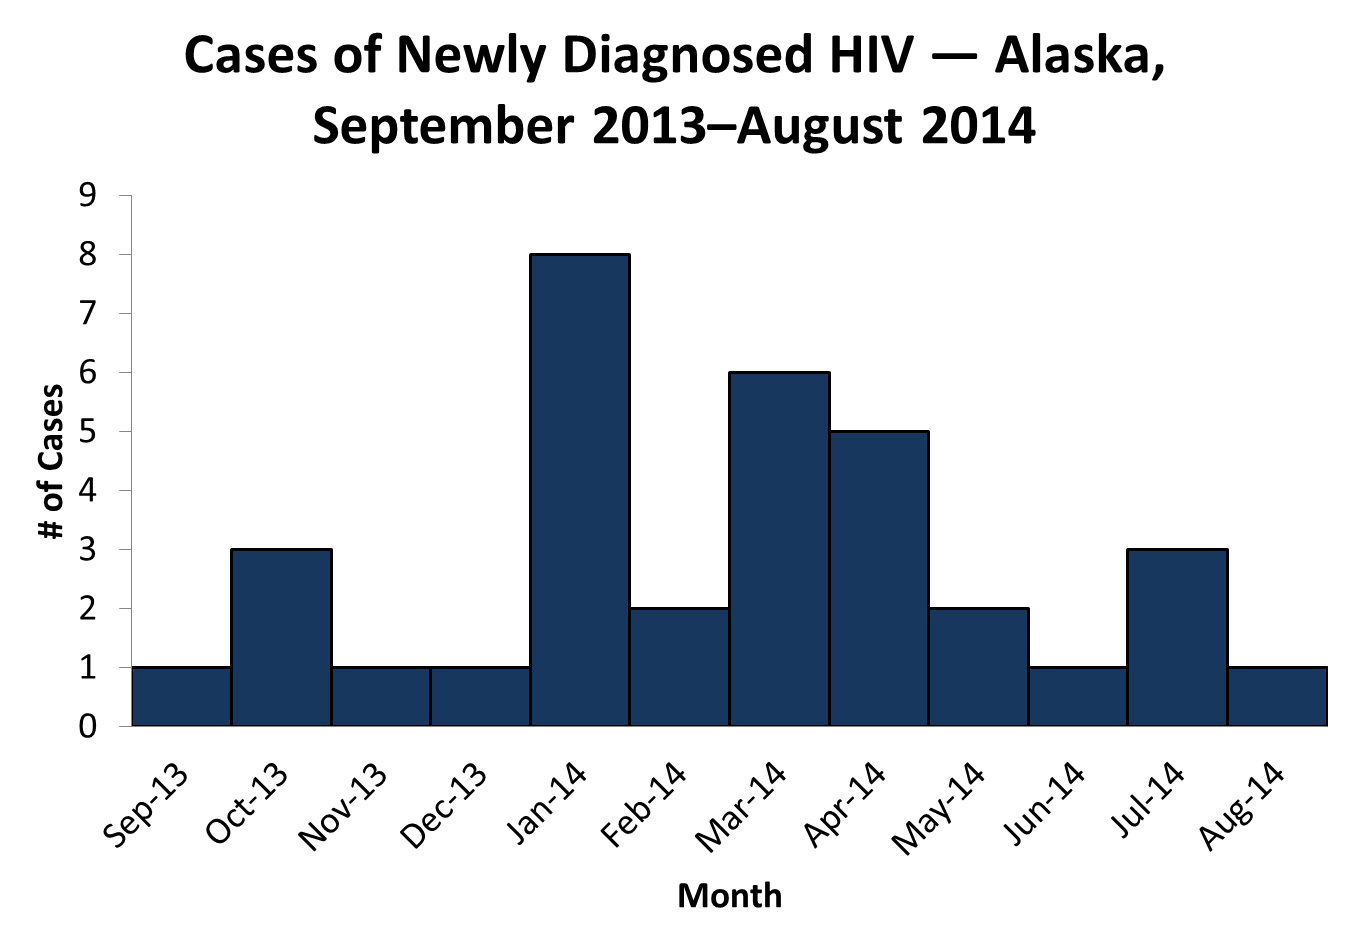 Cases of Newly Diagnosed HIV — Alaska,
September 2013–August 2014
9
8
7
6
5
4
3
2
1
0
# of Cases
Sep-13
Oct-13
Nov-13
Dec-13
Jan-14
Feb-14
Mar-14
Apr-14
May-14
Jun-14
Jul-14
Aug-14
Month